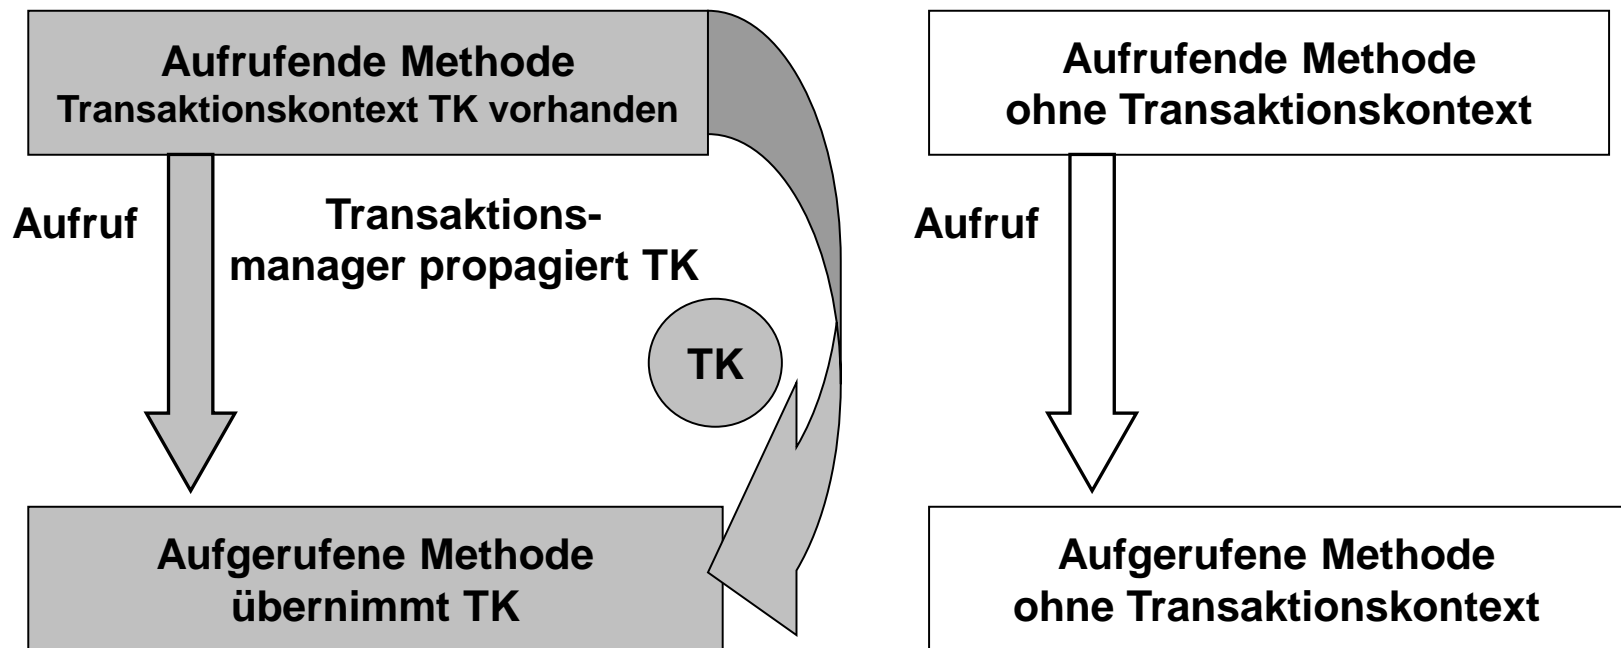 Aufrufende Methode
Transaktionskontext TK vorhanden
Aufruf
Transaktions-
manager propagiert TK
TK
Aufgerufene Methode
übernimmt TK
Aufrufende Methode
ohne Transaktionskontext
Aufruf
Aufgerufene Methode
ohne Transaktionskontext